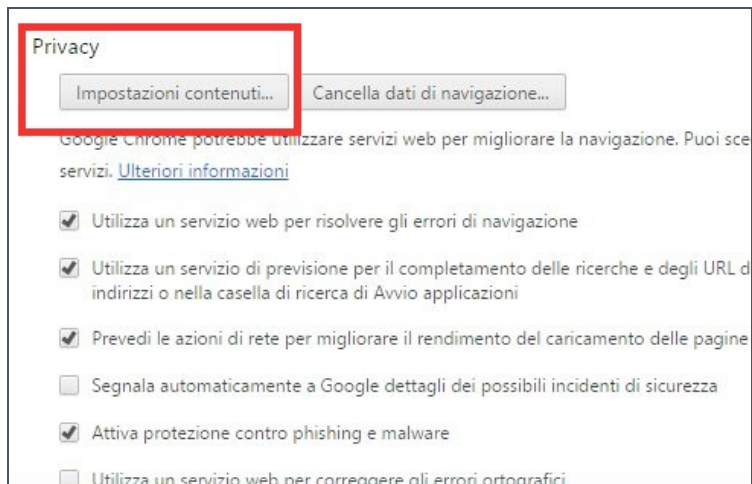 Privacy
Impostazioni contenuti... Cancella dati di navigazione...
Google Chrome potrebbe utilizzare servizi web per migliorare la navigazione. Puoi sce
servizi. Ulteriori informazioni
Utilizza un servizio web per risolvere gli errori di navigazione
Utilizza un servizio di previsione per il completamento delle ricerche e degli URL d
indirizzi o nella casella di ricerca di Avvio applicazioni
Prevedi le azioni di rete per migliorare il rendimento del caricamento delle pagine
Segnala automaticamente a Google dettagli dei possibili incidenti di sicurezza
Attiva protezione contro phishing e malware
Utilizza un servizio web per correggere gli errori ortografici